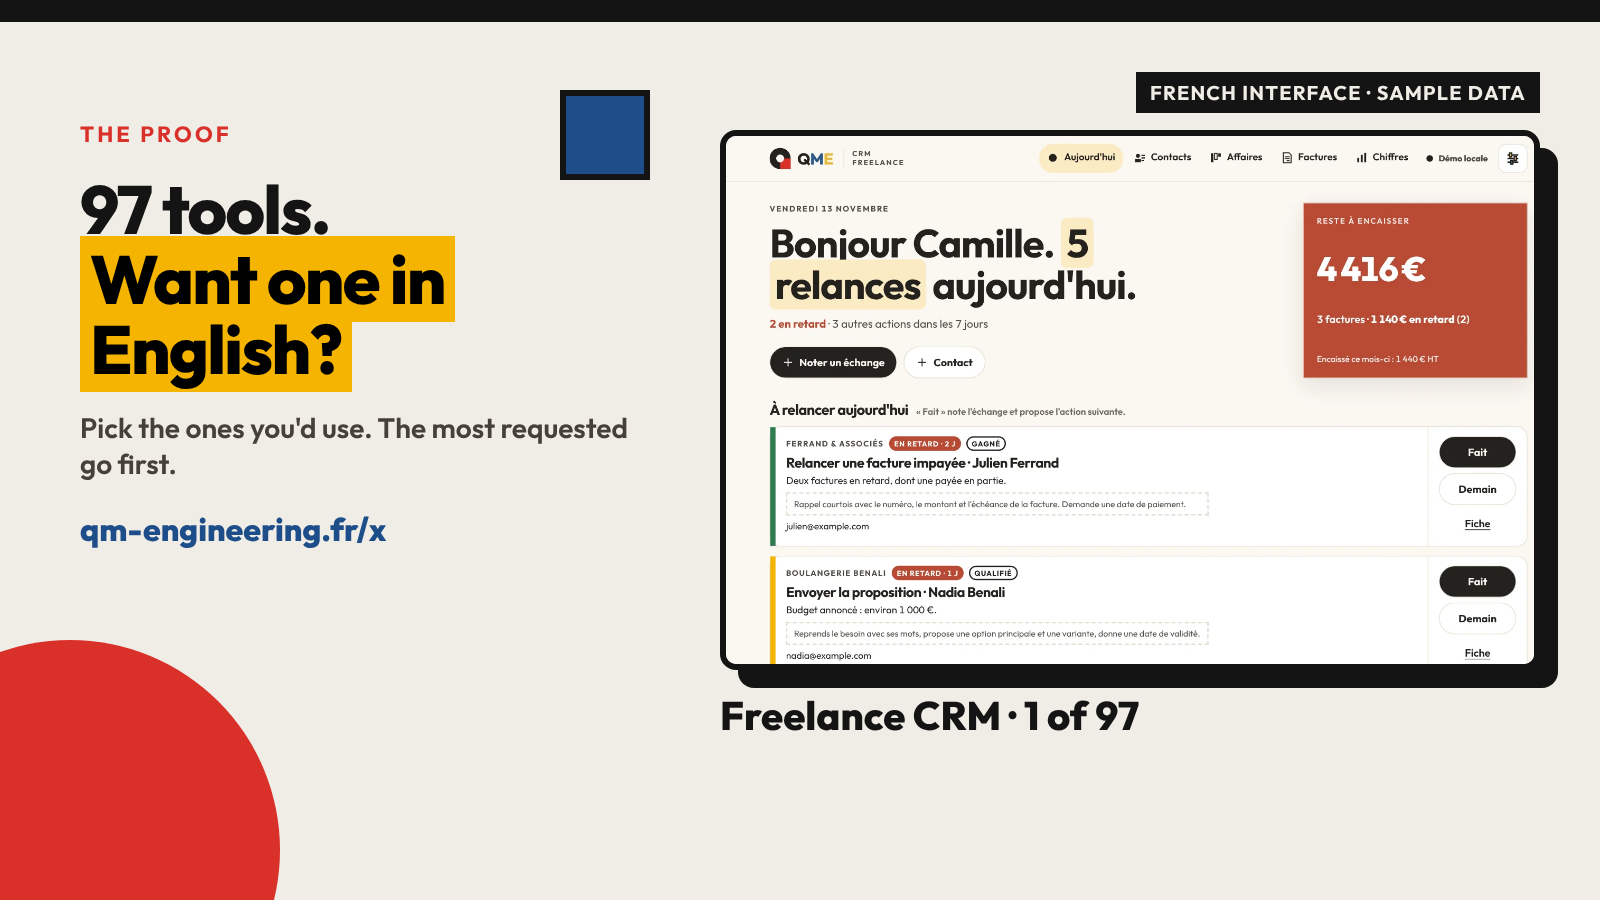 THE PROOF
97 tools.
Want one in
English?
Pick the ones you'd use. The most requested
go first.
qm-engineering.fr/x
FRENCH INTERFACE · SAMPLE DATA
QME
CRM
FREELANCE
Aujourd'hui
Contacts
Affaires
Factures
Chiffres
Démo locale
VENDREDI 13 NOVEMBRE
Bonjour Camille. 5
relances aujourd'hui.
2 en retard · 3 autres actions dans les 7 jours
+ Noter un échange
+ Contact
RESTE À ENCAISSER
4 416 €
3 factures · 1 140 € en retard (2)
Encaissé ce mois-ci : 1 440 € HT
À relancer aujourd'hui « Fait » note l'échange et propose l'action suivante.
FERRAND & ASSOCIÉS EN RETARD · 2 J GAGNÉ
Relancer une facture impayée · Julien Ferrand
Deux factures en retard, dont une payée en partie.
Rappel courtois avec le numéro, le montant et l'échéance de la facture. Demande une date de paiement.
julien@example.com
Fait
Demain
Fiche
BOULANGERIE BENALI EN RETARD · 1 J QUALIFIÉ
Envoyer la proposition · Nadia Benali
Budget annoncé : environ 1 000 €.
Reprends le besoin avec ses mots, propose une option principale et une variante, donne une date de validité.
nadia@example.com
Fait
Demain
Fiche
Freelance CRM · 1 of 97